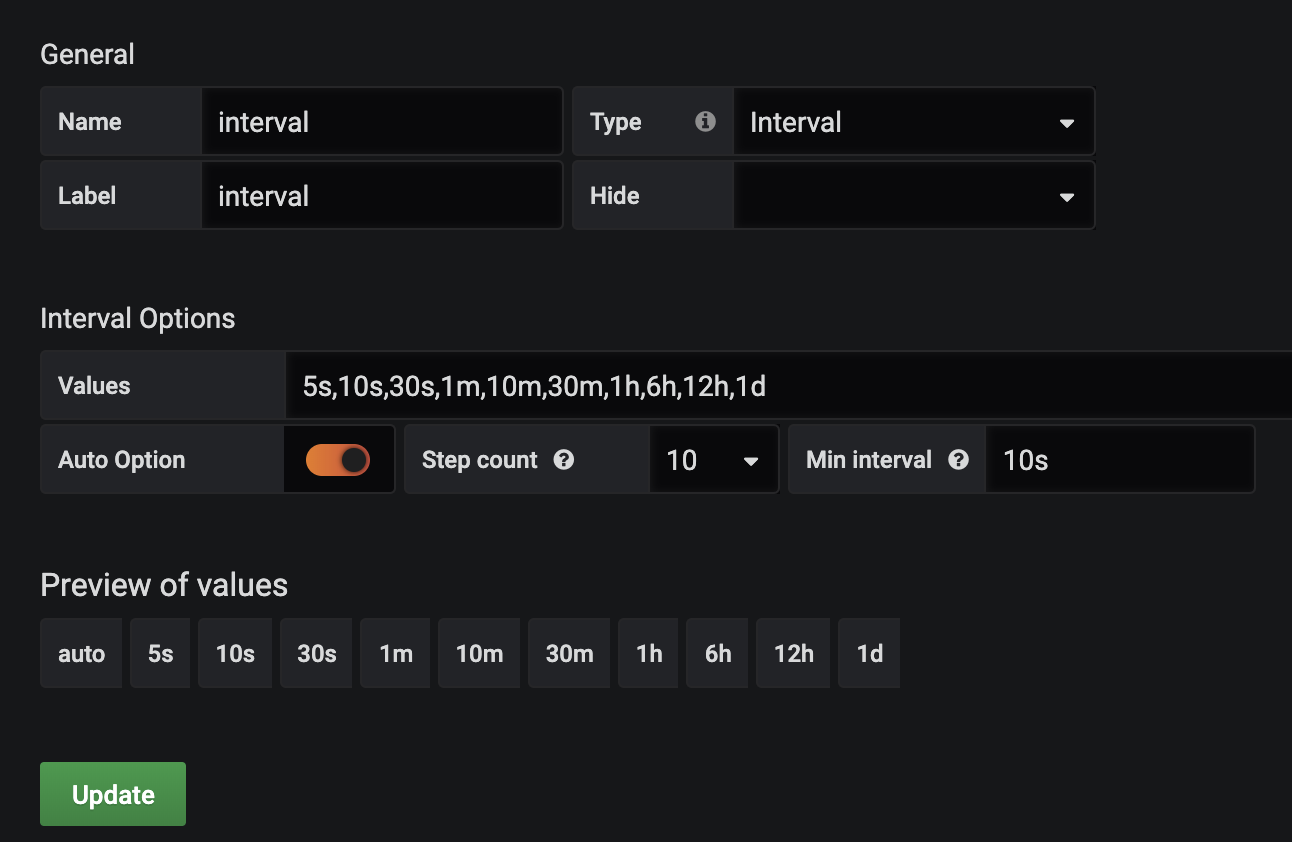 General
Name interval Type Interval
Label interval Hide
Interval Options
Values 5s,10s,30s,1m,10m,30m,1h,6h,12h,1d
Auto Option Step count 10 Min interval 10s
Preview of values
auto 5s 10s 30s 1m 10m 30m 1h 6h 12h 1d
Update